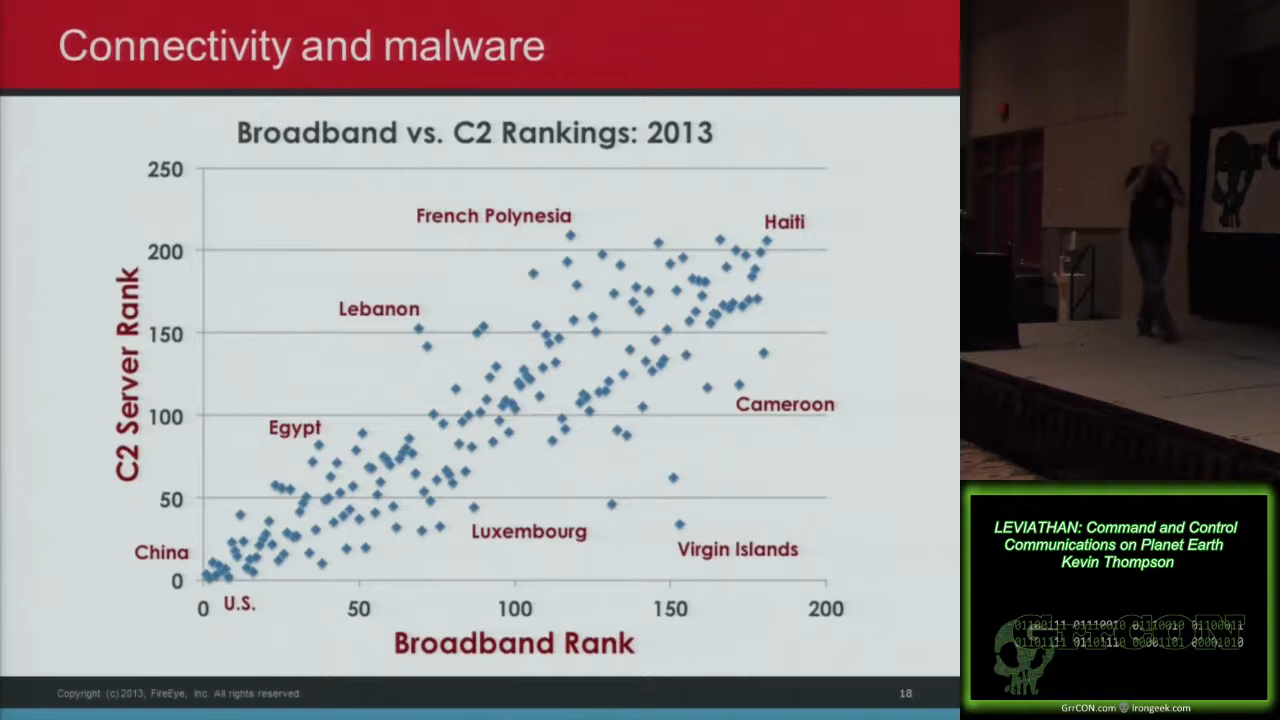 Connectivity and malware
Broadband vs. C2 Rankings: 2013
250
200
150
100
50
0
C2 Server Rank
French Polynesia
Haiti
Lebanon
Cameroon
Egypt
Luxembourg
Virgin Islands
China
U.S.
0
50
100
150
200
Broadband Rank
Copyright (c) 2013, FireEye, Inc. All rights reserved.
18
LEVIATHAN: Command and Control
Communications on Planet Earth
Kevin Thompson
GrrCON
GrrCON.com Irongeek.com